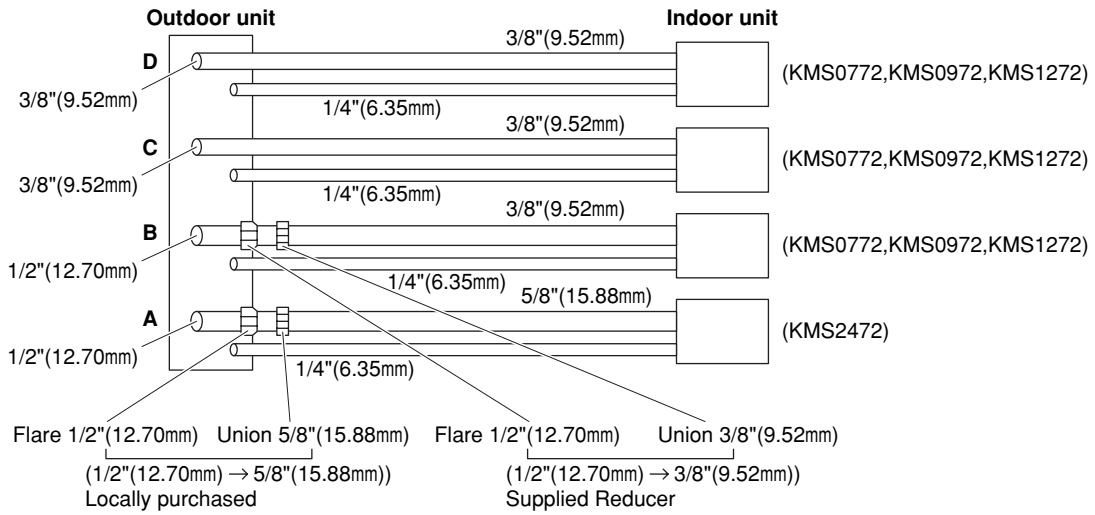 Outdoor unit
Indoor unit
D
3/8"(9.52mm)
3/8"(9.52mm)
1/4"(6.35mm)
(KMS0772,KMS0972,KMS1272)
C
3/8"(9.52mm)
3/8"(9.52mm)
1/4"(6.35mm)
(KMS0772,KMS0972,KMS1272)
B
3/8"(9.52mm)
1/2"(12.70mm)
1/4"(6.35mm)
(KMS0772,KMS0972,KMS1272)
A
5/8"(15.88mm)
1/2"(12.70mm)
1/4"(6.35mm)
(KMS2472)
Flare 1/2"(12.70mm) Union 5/8"(15.88mm)
(1/2"(12.70mm) → 5/8"(15.88mm))
Locally purchased
Flare 1/2"(12.70mm) Union 3/8"(9.52mm)
(1/2"(12.70mm) → 3/8"(9.52mm))
Supplied Reducer